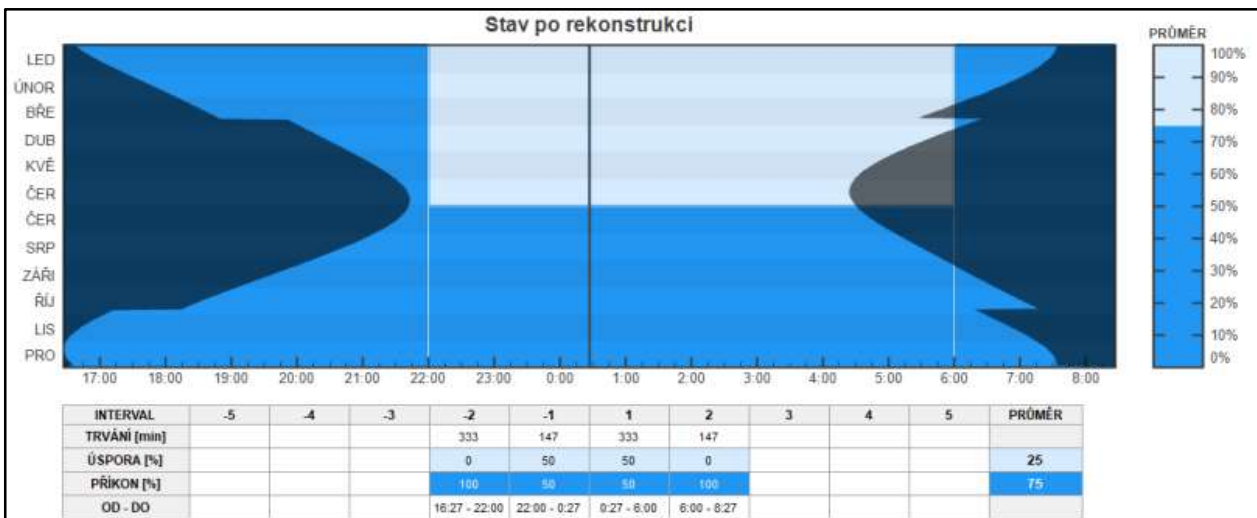 Stav po rekonstrukci
PRŮMĚR
LED
ÚNOR
BŘE
DUB
KVĚ
ČER
ČER
SRP
ZÁŘI
ŘÍJ
LIS
PRO
100%
90%
80%
70%
60%
50%
40%
30%
20%
10%
0%
17:00 18:00 19:00 20:00 21:00 22:00 23:00 0:00 1:00 2:00 3:00 4:00 5:00 6:00 7:00 8:00
INTERVAL -5 -4 -3 -2 -1 1 2 3 4 5 PRŮMĚR
TRVÁNÍ [min] 333 147 333 147
ÚSPORA [%] 0 50 50 0 25
PŘÍKON [%] 100 50 50 100 75
OD - DO 16:27 - 22:00 22:00 - 0:27 0:27 - 6:00 6:00 - 8:27